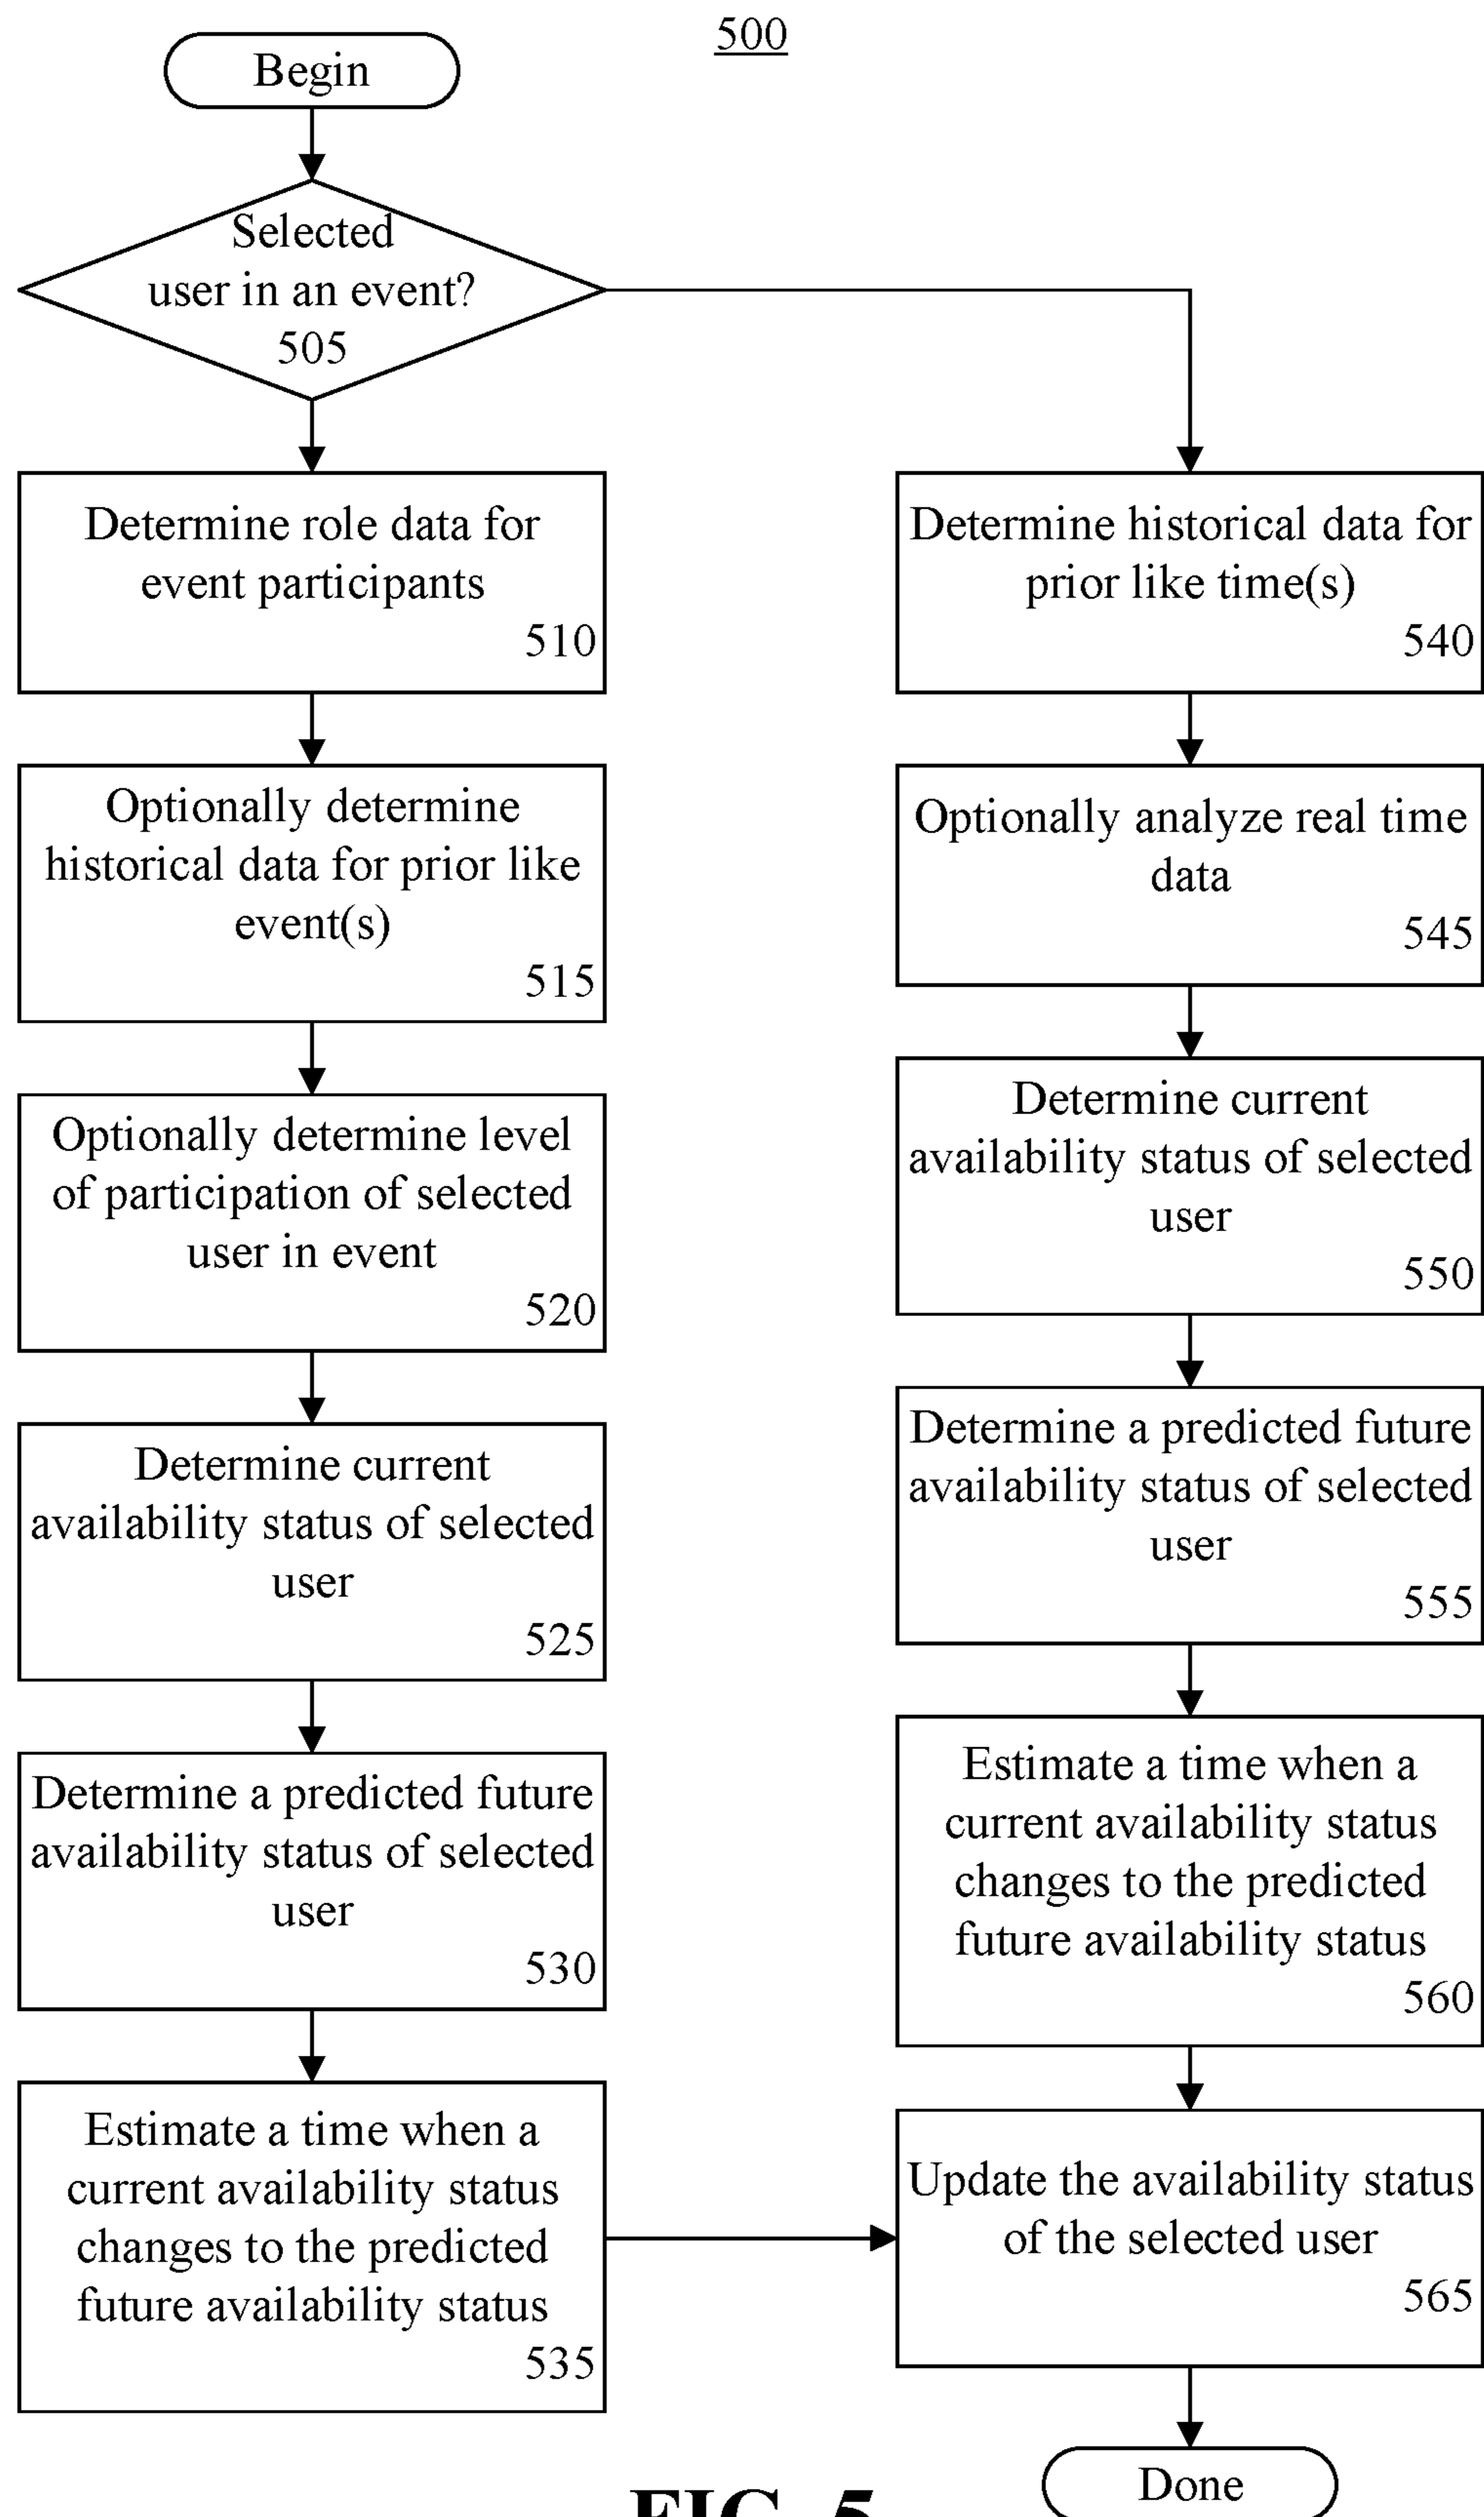 500
Begin
Selected
user in an event?
505
Determine role data for
event participants
510
Optionally determine
historical data for prior like
event(s)
515
Optionally determine level
of participation of selected
user in event
520
Determine current
availability status of selected
user
525
Determine a predicted future
availability status of selected
user
530
Estimate a time when a
current availability status
changes to the predicted
future availability status
535
Determine historical data for
prior like time(s)
540
Optionally analyze real time
data
545
Determine current
availability status of selected
user
550
Determine a predicted future
availability status of selected
user
555
Estimate a time when a
current availability status
changes to the predicted
future availability status
560
Update the availability status
of the selected user
565
Done
FIG. 5